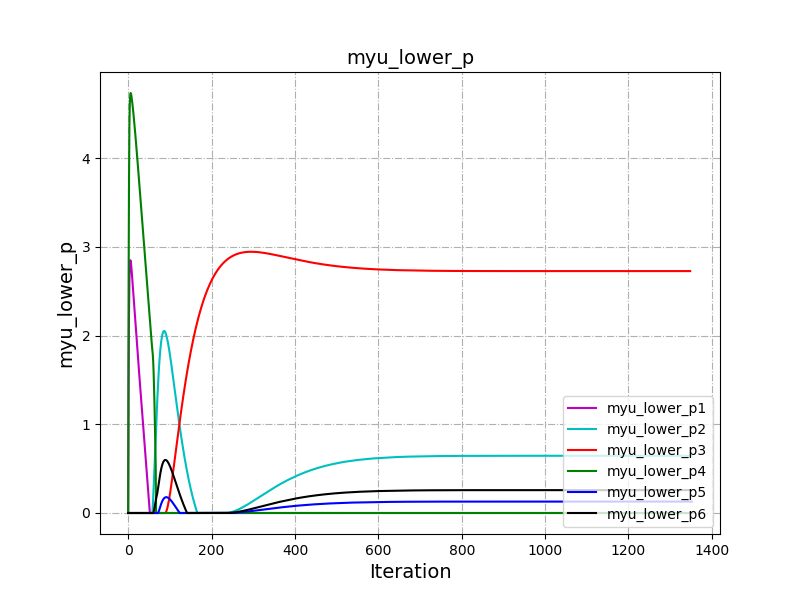 myu_lower_p
myu_lower_p
4
3
2
1
0
0
200
400
600
800
1000
1200
1400
Iteration
myu_lower_p1
myu_lower_p2
myu_lower_p3
myu_lower_p4
myu_lower_p5
myu_lower_p6